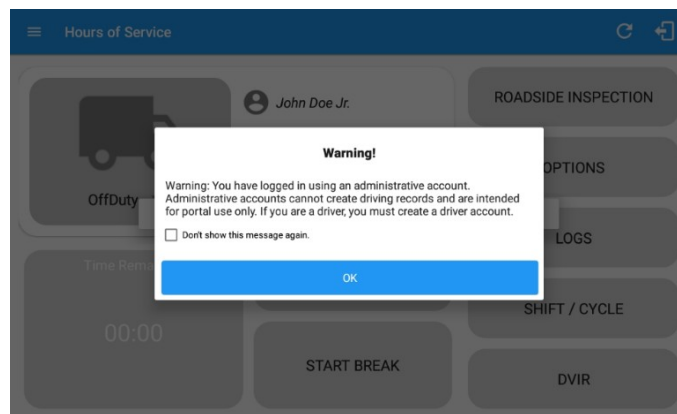 Hours of Service
John Doe Jr.
ROADSIDE INSPECTION
Warning!
Warning: You have logged in using an administrative account.
Administrative accounts cannot create driving records and are intended
for portal use only. If you are a driver, you must create a driver account.
Don't show this message again.
OK
OffDuty
OPTIONS
LOGS
Time Rema
00:00
SHIFT / CYCLE
START BREAK
DVIR